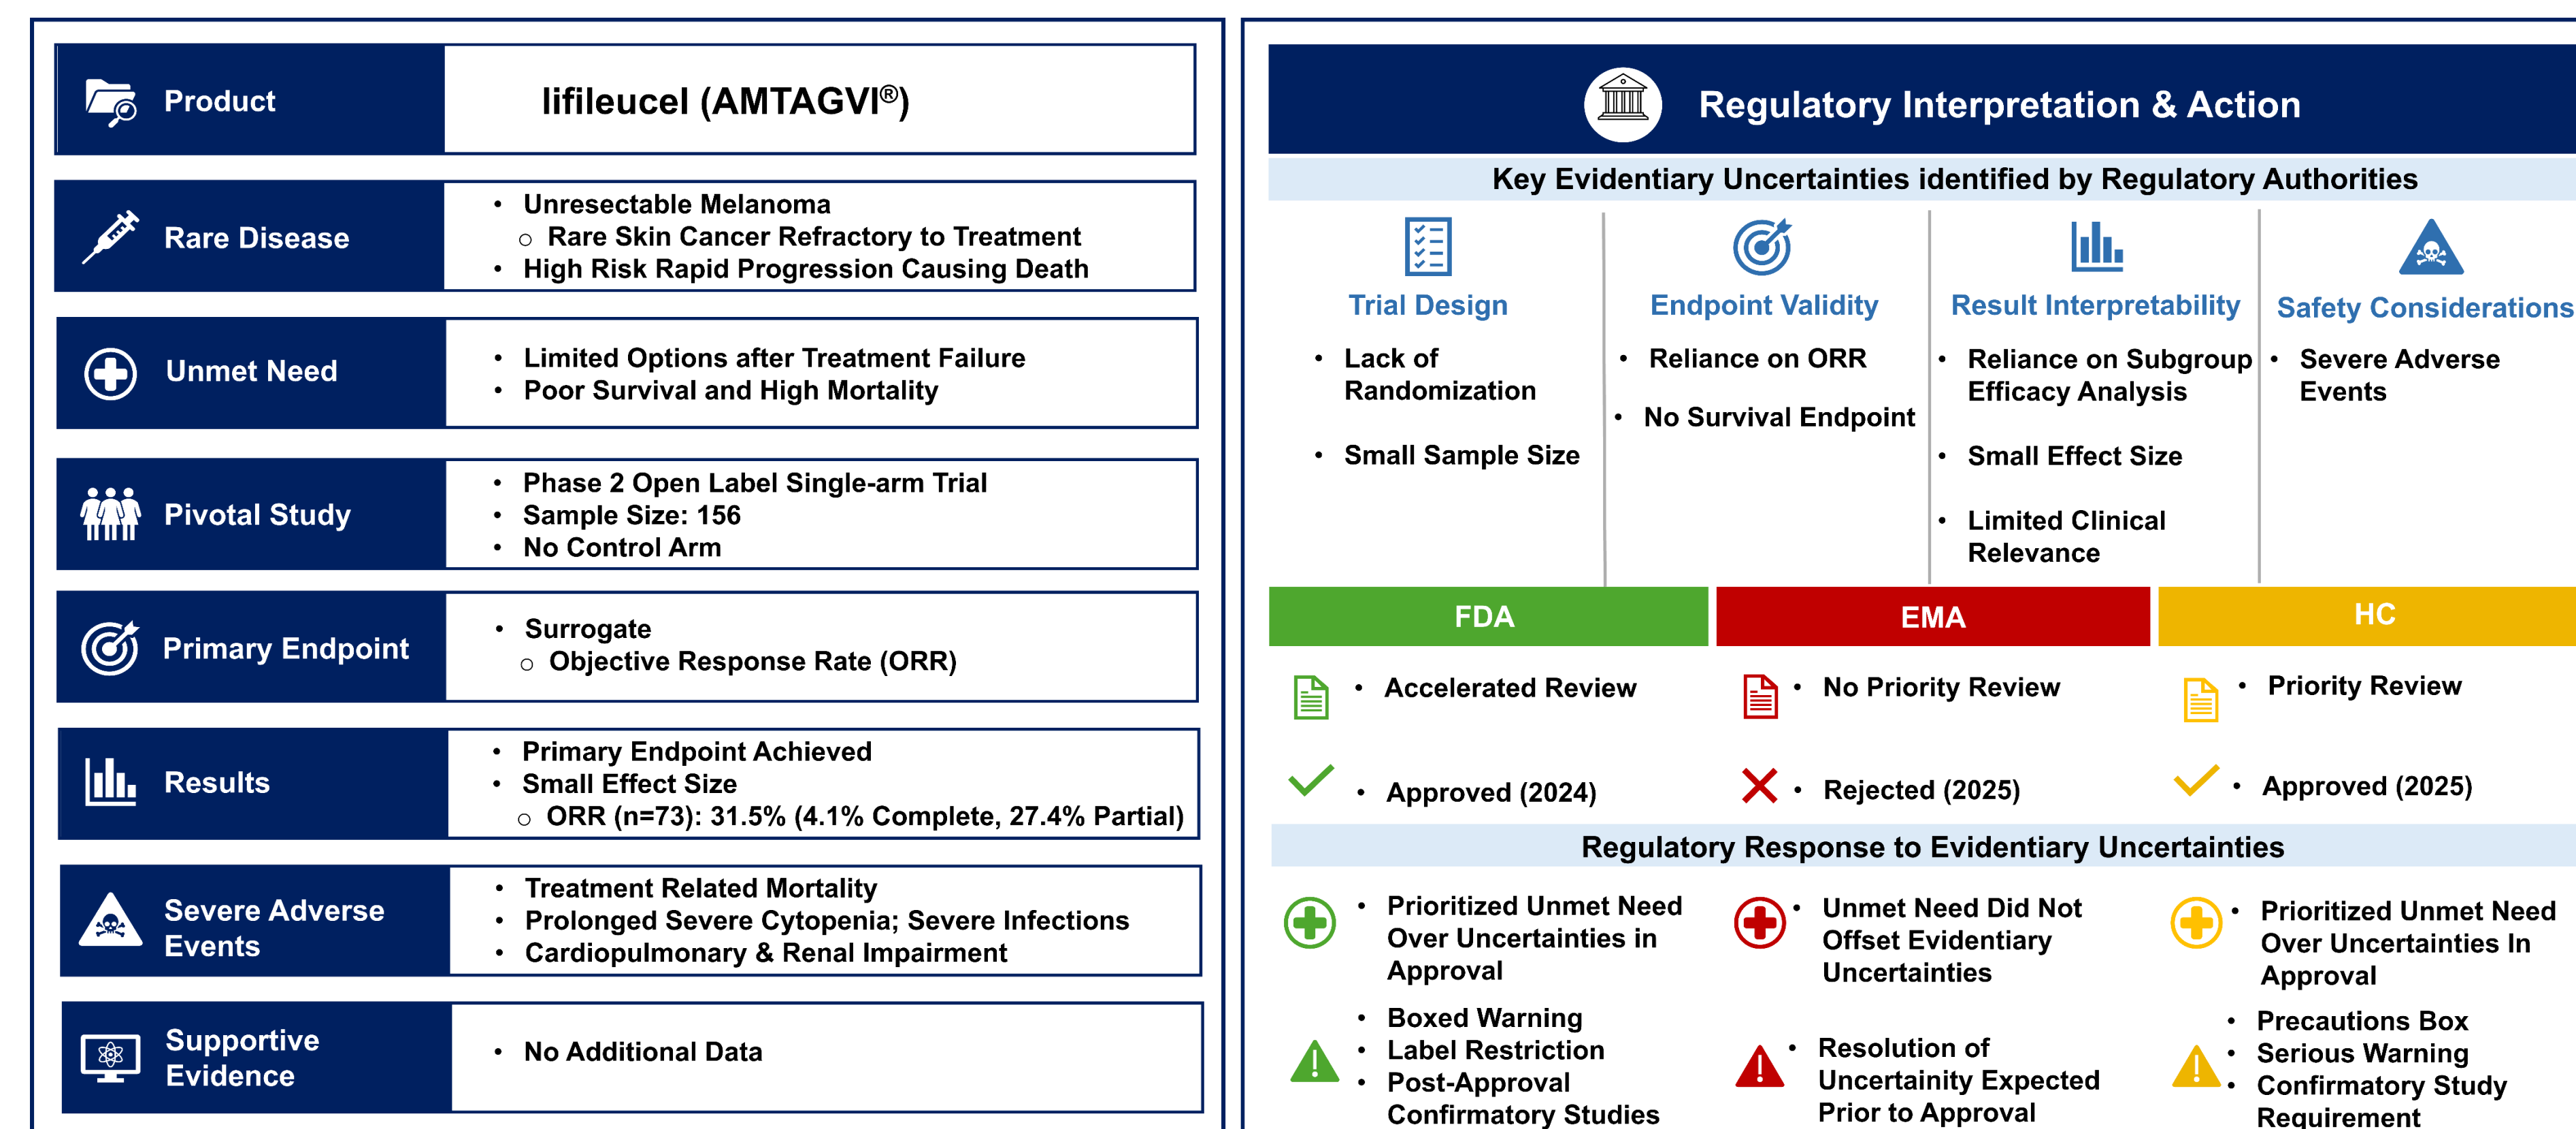 Product
lifileucel (AMTAGVI®)
Rare Disease
• Unresectable Melanoma
o Rare Skin Cancer Refractory to Treatment
• High Risk Rapid Progression Causing Death
Unmet Need
• Limited Options after Treatment Failure
• Poor Survival and High Mortality
Pivotal Study
• Phase 2 Open Label Single-arm Trial
• Sample Size: 156
• No Control Arm
Primary Endpoint
• Surrogate
o Objective Response Rate (ORR)
Results
• Primary Endpoint Achieved
• Small Effect Size
o ORR (n=73): 31.5% (4.1% Complete, 27.4% Partial)
Severe Adverse
Events
• Treatment Related Mortality
• Prolonged Severe Cytopenia; Severe Infections
• Cardiopulmonary & Renal Impairment
Supportive
Evidence
• No Additional Data
Regulatory Interpretation & Action
Key Evidentiary Uncertainties identified by Regulatory Authorities
Trial Design
• Lack of
Randomization
• Small Sample Size
Endpoint Validity
• Reliance on ORR
• No Survival Endpoint
Result Interpretability
• Reliance on Subgroup
Efficacy Analysis
• Small Effect Size
• Limited Clinical
Relevance
Safety Considerations
• Severe Adverse
Events
FDA
• Accelerated Review
• Approved (2024)
EMA
• No Priority Review
• Rejected (2025)
HC
• Priority Review
• Approved (2025)
Regulatory Response to Evidentiary Uncertainties
• Prioritized Unmet Need
Over Uncertainties in
Approval
• Boxed Warning
• Label Restriction
• Post-Approval
Confirmatory Studies
• Unmet Need Did Not
Offset Evidentiary
Uncertainties
• Resolution of
Uncertainity Expected
Prior to Approval
• Prioritized Unmet Need
Over Uncertainties In
Approval
• Precautions Box
• Serious Warning
• Confirmatory Study
Requirement